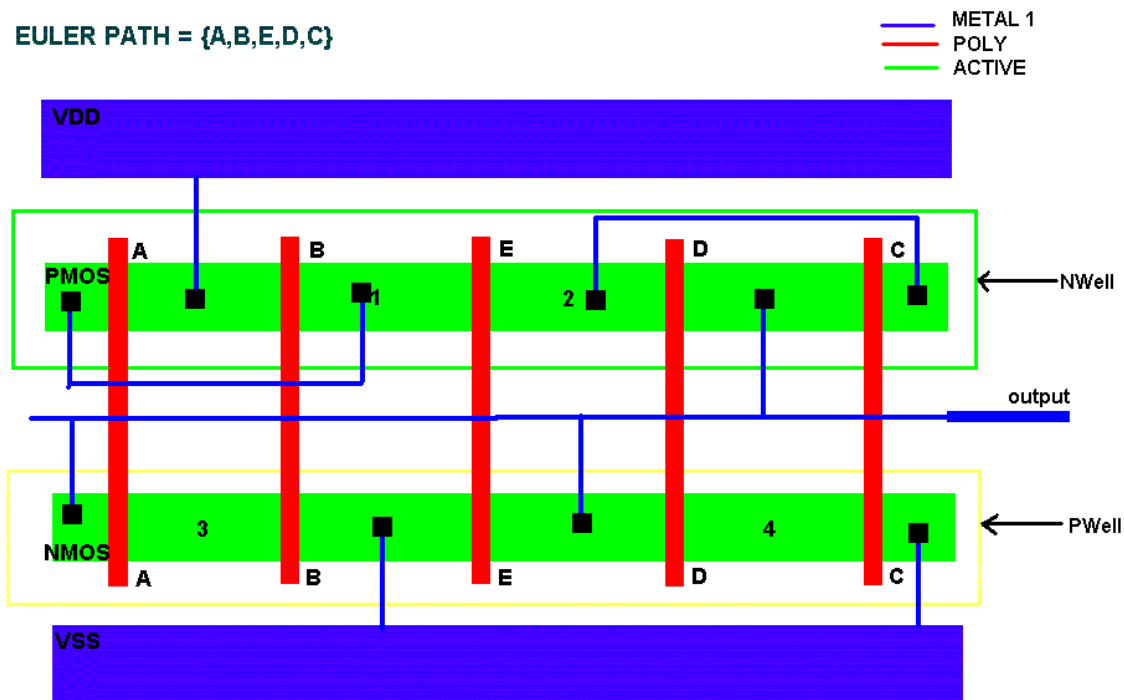 METAL 1
EULER PATH = {A,B,E,D,C}
POLY
ACTIVE
VDD
A
B
E
D
C
PMOS
1
2
NWell
output
3
4
PWell
NMOS
A
B
E
D
C
VSS